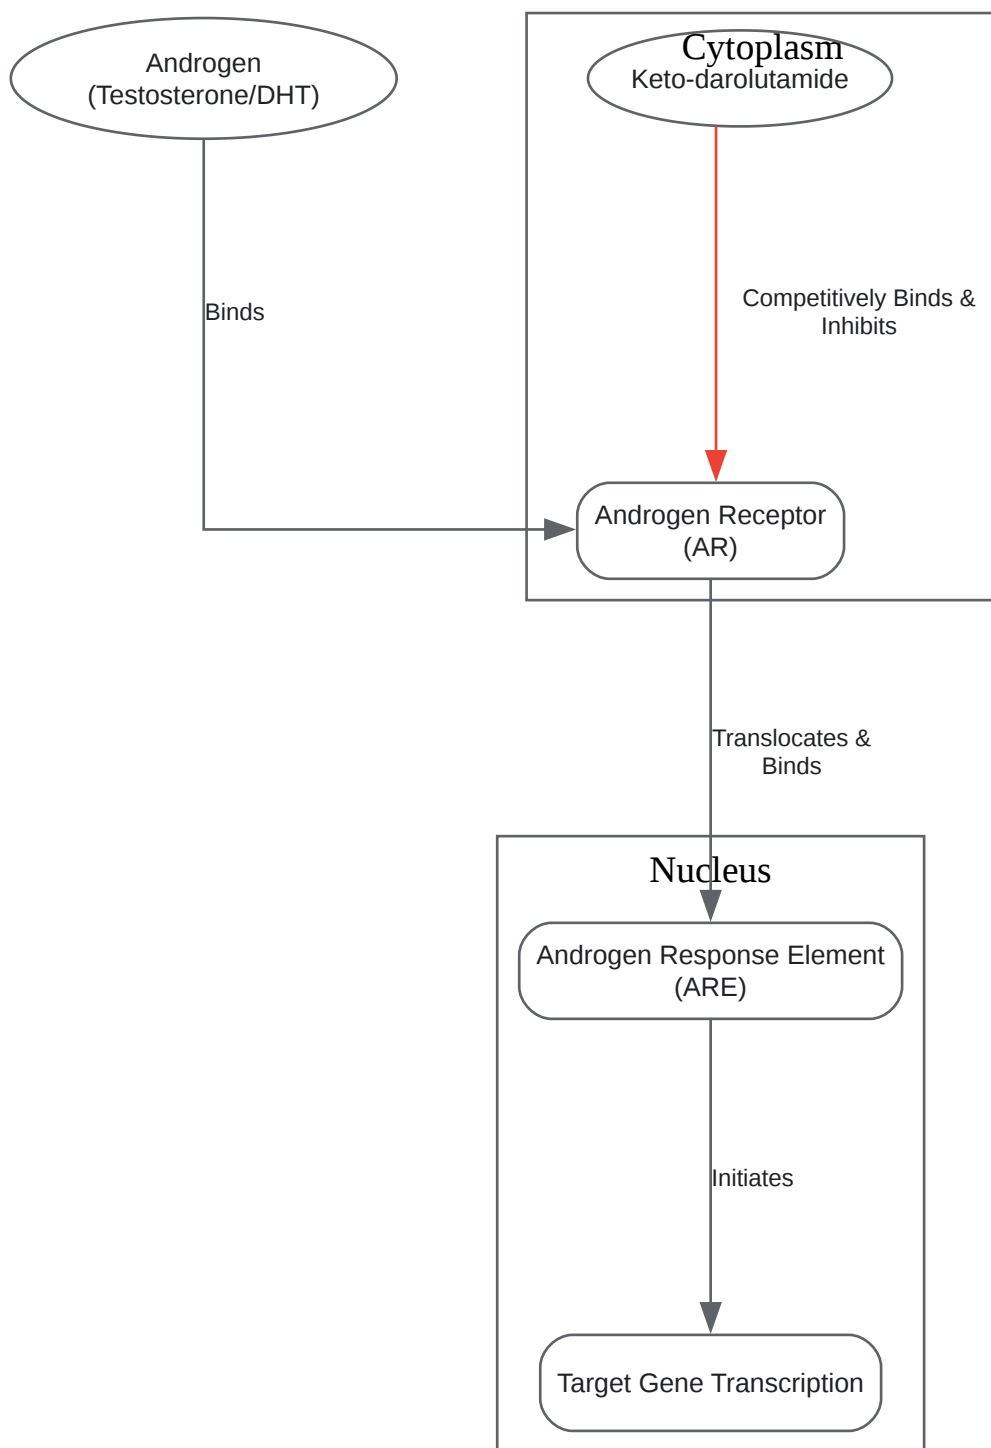 Androgen
(Testosterone/DHT)
Cytoplasm
Keto-darolutamide
Binds
Competitively Binds &
Inhibits
Androgen Receptor
(AR)
Translocates &
Binds
Nucleus
Androgen Response Element
(ARE)
Initiates
Target Gene Transcription